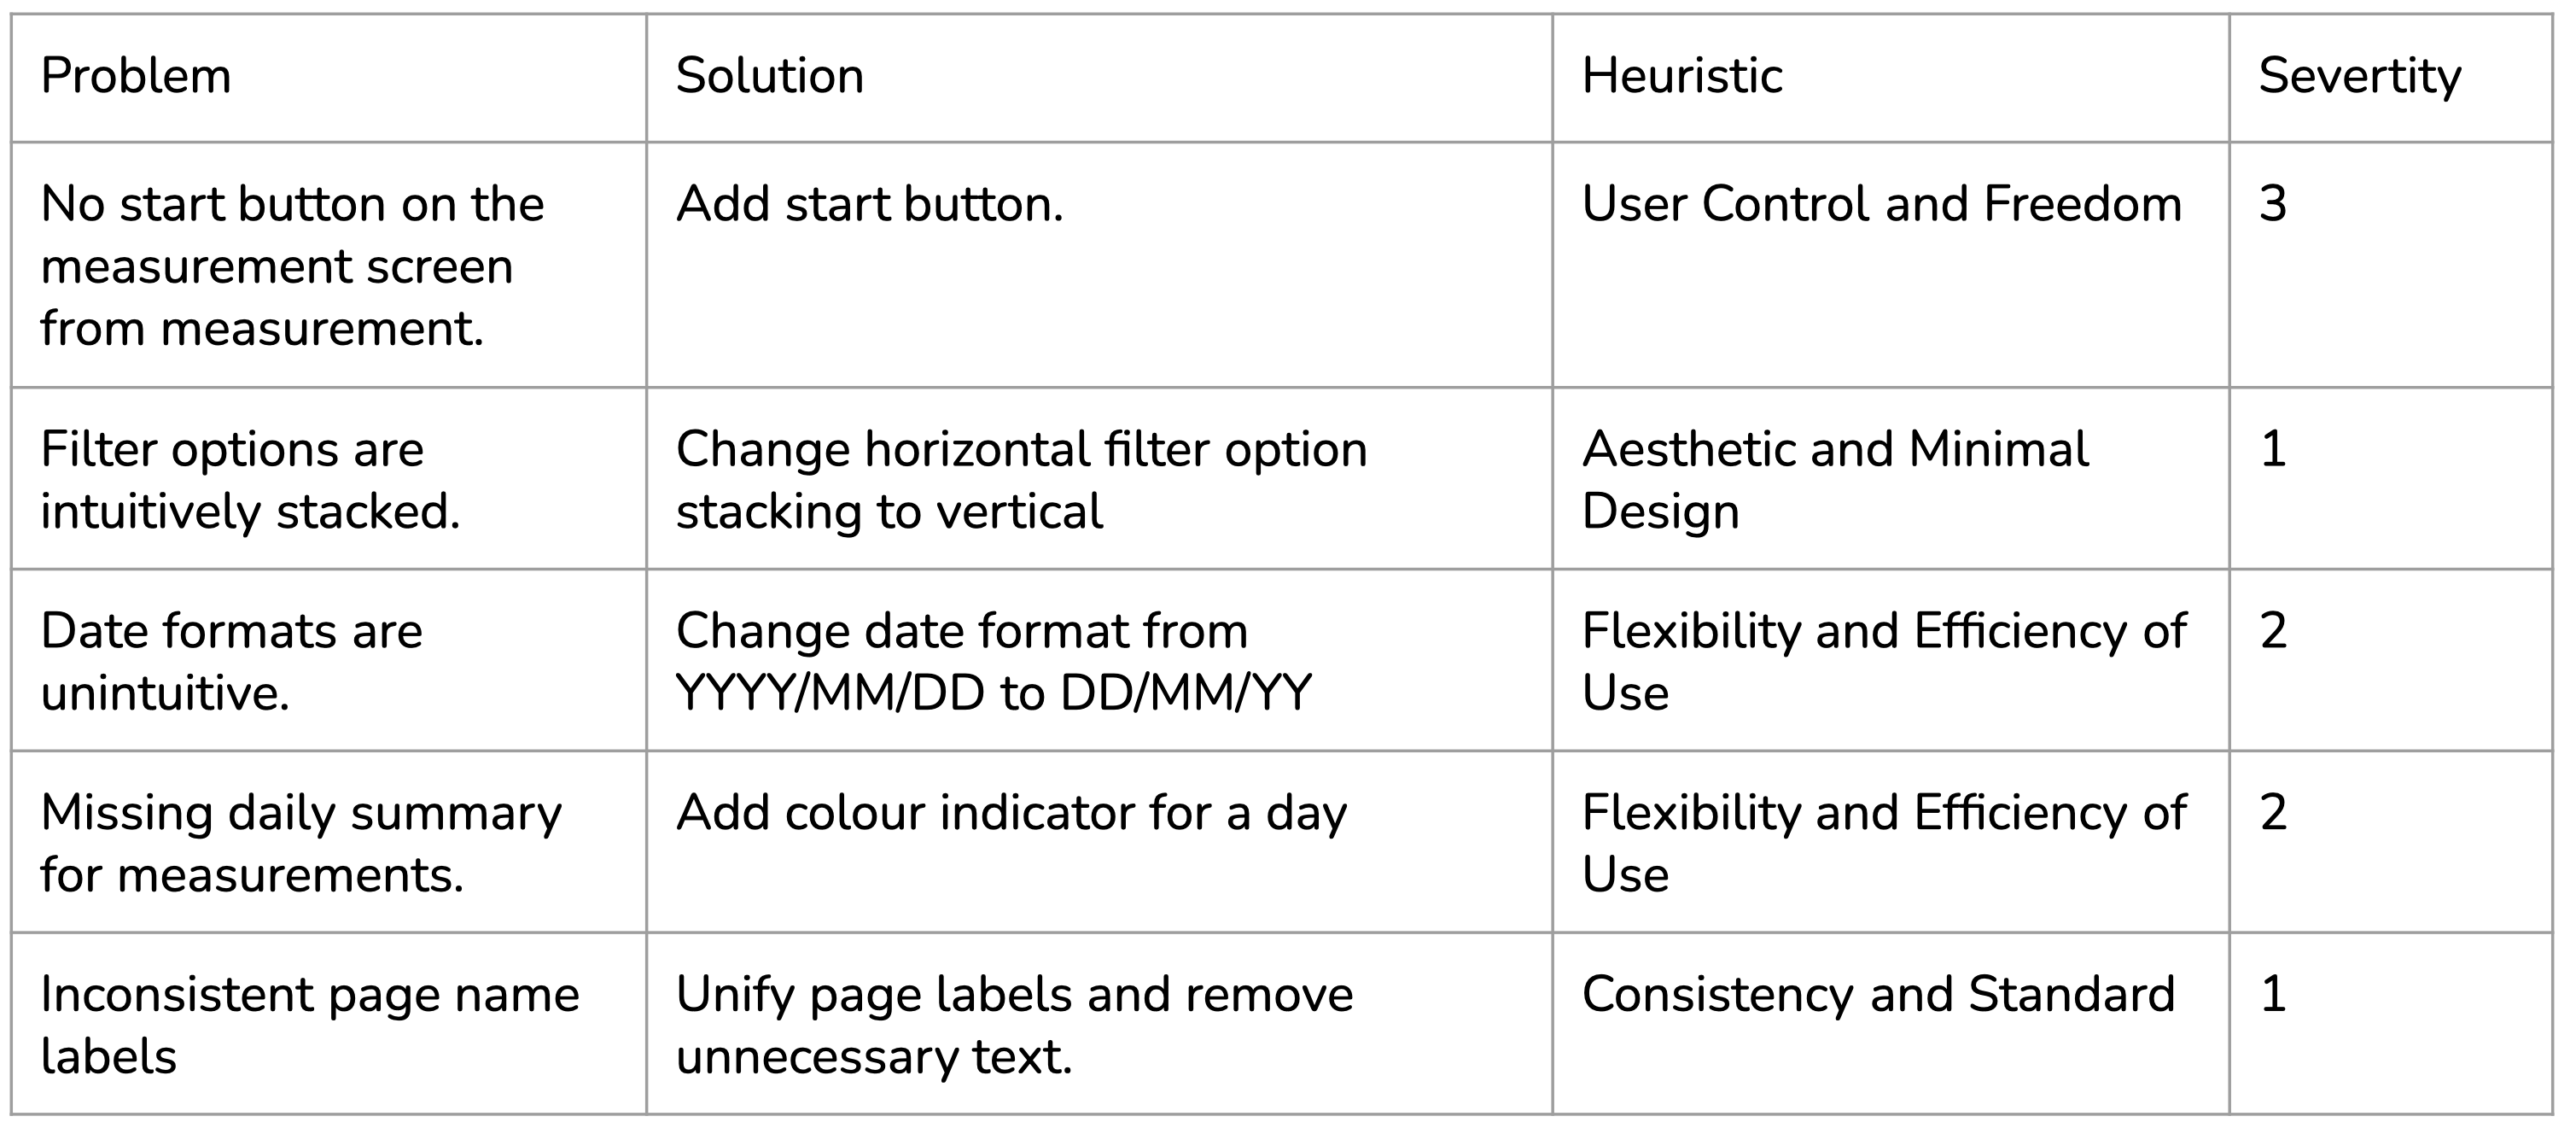 Problem
Solution
Heuristic
Severtity
No start button on the
measurement screen
from measurement.
Add start button.
User Control and Freedom
3
Filter options are
intuitively stacked.
Change horizontal filter option
stacking to vertical
Aesthetic and Minimal
Design
1
Date formats are
unintuitive.
Change date format from
YYYY/MM/DD to DD/MM/YY
Flexibility and Efficiency of
Use
2
Missing daily summary
for measurements.
Add colour indicator for a day
Flexibility and Efficiency of
Use
2
Inconsistent page name
labels
Unify page labels and remove
unnecessary text.
Consistency and Standard
1